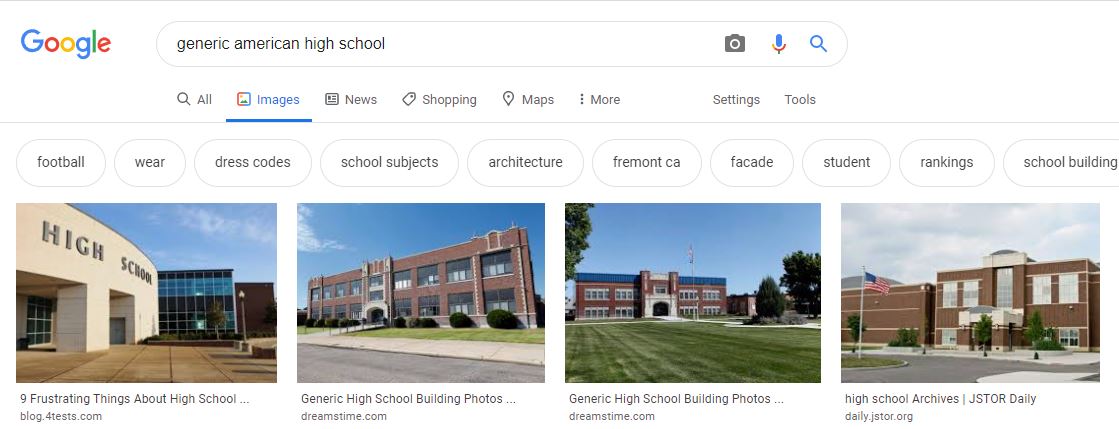 Google
generic american high school
All Images News Shopping Maps More Settings Tools
football wear dress codes school subjects architecture fremont ca facade student rankings school building
HIGH SCHOOL
9 Frustrating Things About High School ...
blog.4tests.com
Generic High School Building Photos ...
dreamstime.com
Generic High School Building Photos ...
dreamstime.com
high school Archives | JSTOR Daily
daily.jstor.org